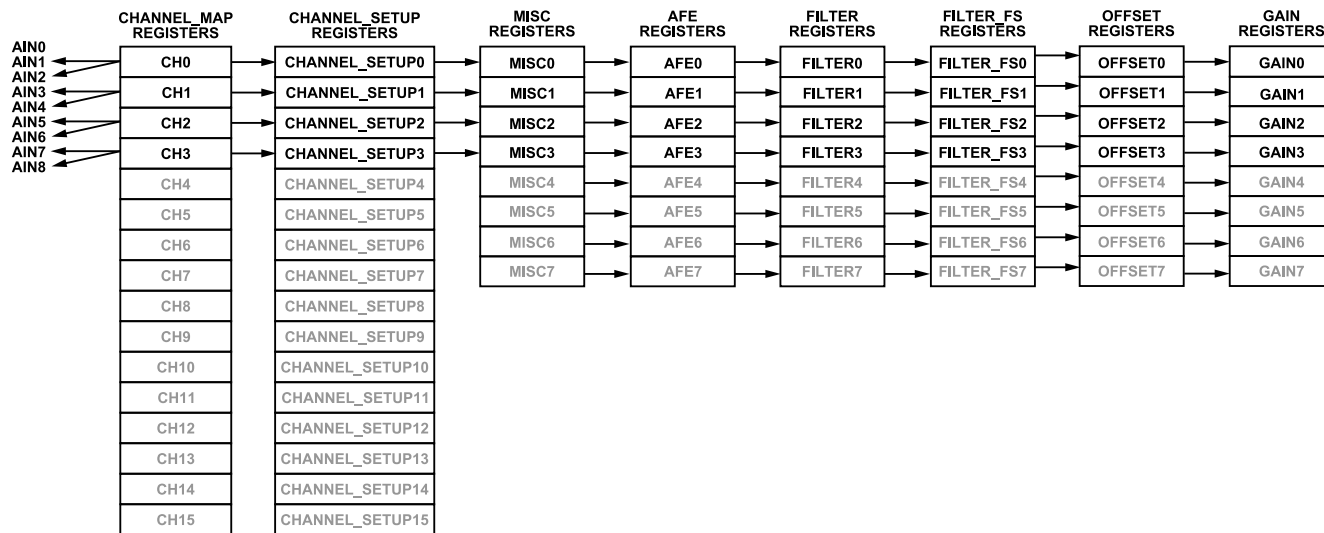 CHANNEL_MAP REGISTERS
CHANNEL_SETUP REGISTERS
MISC REGISTERS
AFE REGISTERS
FILTER REGISTERS
FILTER_FS REGISTERS
OFFSET REGISTERS
GAIN REGISTERS
AIN0
AIN1
AIN2
AIN3
AIN4
AIN5
AIN6
AIN7
AIN8
CH0 CHANNEL_SETUP0 MISC0 AFE0 FILTER0 FILTER_FS0 OFFSET0 GAIN0
CH1 CHANNEL_SETUP1 MISC1 AFE1 FILTER1 FILTER_FS1 OFFSET1 GAIN1
CH2 CHANNEL_SETUP2 MISC2 AFE2 FILTER2 FILTER_FS2 OFFSET2 GAIN2
CH3 CHANNEL_SETUP3 MISC3 AFE3 FILTER3 FILTER_FS3 OFFSET3 GAIN3
CH4 CHANNEL_SETUP4 MISC4 AFE4 FILTER4 FILTER_FS4 OFFSET4 GAIN4
CH5 CHANNEL_SETUP5 MISC5 AFE5 FILTER5 FILTER_FS5 OFFSET5 GAIN5
CH6 CHANNEL_SETUP6 MISC6 AFE6 FILTER6 FILTER_FS6 OFFSET6 GAIN6
CH7 CHANNEL_SETUP7 MISC7 AFE7 FILTER7 FILTER_FS7 OFFSET7 GAIN7
CH8 CHANNEL_SETUP8
CH9 CHANNEL_SETUP9
CH10 CHANNEL_SETUP10
CH11 CHANNEL_SETUP11
CH12 CHANNEL_SETUP12
CH13 CHANNEL_SETUP13
CH14 CHANNEL_SETUP14
CH15 CHANNEL_SETUP15